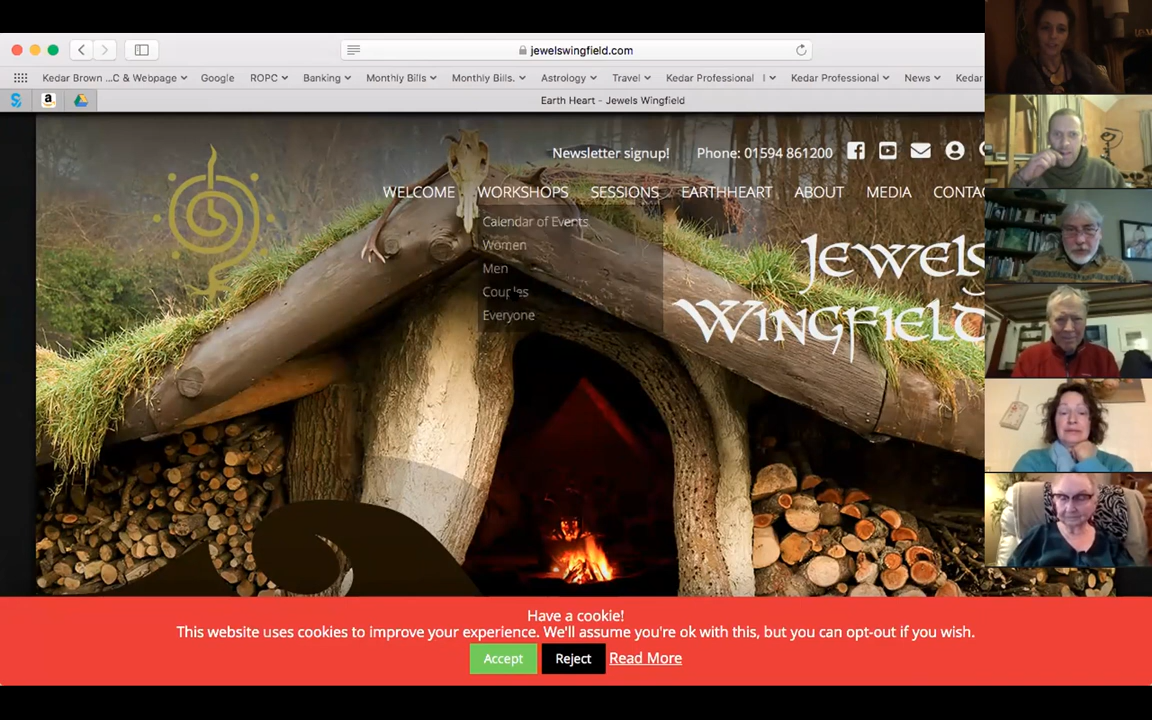 jewelswingfield.com
Kedar Brown ...C & Webpage Google ROPC Banking Monthly Bills Monthly Bills. Astrology Travel Kedar Professional I Kedar Professional News Kedar
Earth Heart - Jewels Wingfield
Newsletter signup! Phone: 01594 861200
WELCOME WORKSHOPS SESSIONS EARTHHEART ABOUT MEDIA CONTAC
Calendar of Events
Women
Men
Couples
Everyone
Jewels
Wingfield
Have a cookie!
This website uses cookies to improve your experience. We'll assume you're ok with this, but you can opt-out if you wish.
Accept Reject Read More